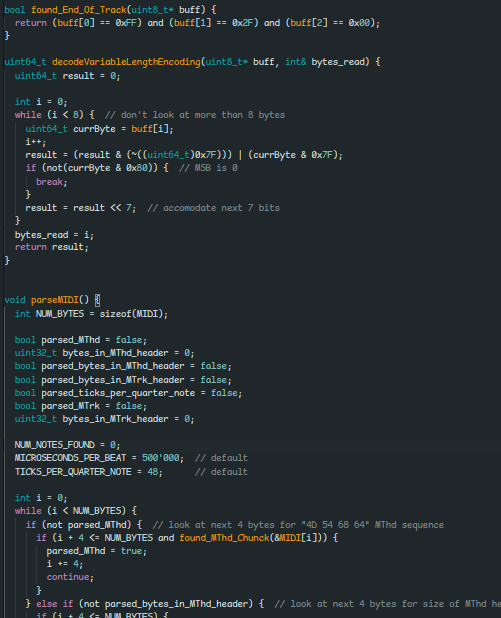 bool found_End_Of_Track(uint8_t* buff) {
  return (buff[0] == 0xFF) and (buff[1] == 0x2F) and (buff[2] == 0x00);
}

uint64_t decodeVariableLengthEncoding(uint8_t* buff, int& bytes_read) {
  uint64_t result = 0;

  int i = 0;
  while (i < 8) {  // don't look at more than 8 bytes
    uint64_t currByte = buff[i];
    i++;
    result = (result & (~((uint64_t)0x7F))) | (currByte & 0x7F);
    if (not(currByte & 0x80)) {  // MSB is 0
      break;
    }
    result = result << 7;  // accomodate next 7 bits
  }
  bytes_read = i;
  return result;
}

void parseMIDI() {
  int NUM_BYTES = sizeof(MIDI);

  bool parsed_MThd = false;
  uint32_t bytes_in_MThd_header = 0;
  bool parsed_bytes_in_MThd_header = false;
  bool parsed_bytes_in_MTrk_header = false;
  bool parsed_ticks_per_quarter_note = false;
  bool parsed_MTrk = false;
  uint32_t bytes_in_MTrk_header = 0;

  NUM_NOTES_FOUND = 0;
  MICROSECONDS_PER_BEAT = 500'000;  // default
  TICKS_PER_QUARTER_NOTE = 48;      // default

  int i = 0;
  while (i < NUM_BYTES) {
    if (not parsed_MThd) {  // look at next 4 bytes for "4D 54 68 64" MThd sequence
      if (i + 4 <= NUM_BYTES and found_MThd_Chunck(&MIDI[i])) {
        parsed_MThd = true;
        i += 4;
        continue;
      }
    } else if (not parsed_bytes_in_MThd_header) {  // look at next 4 bytes for size of MThd he
      if (i + 4 <= NUM_BYTES) {